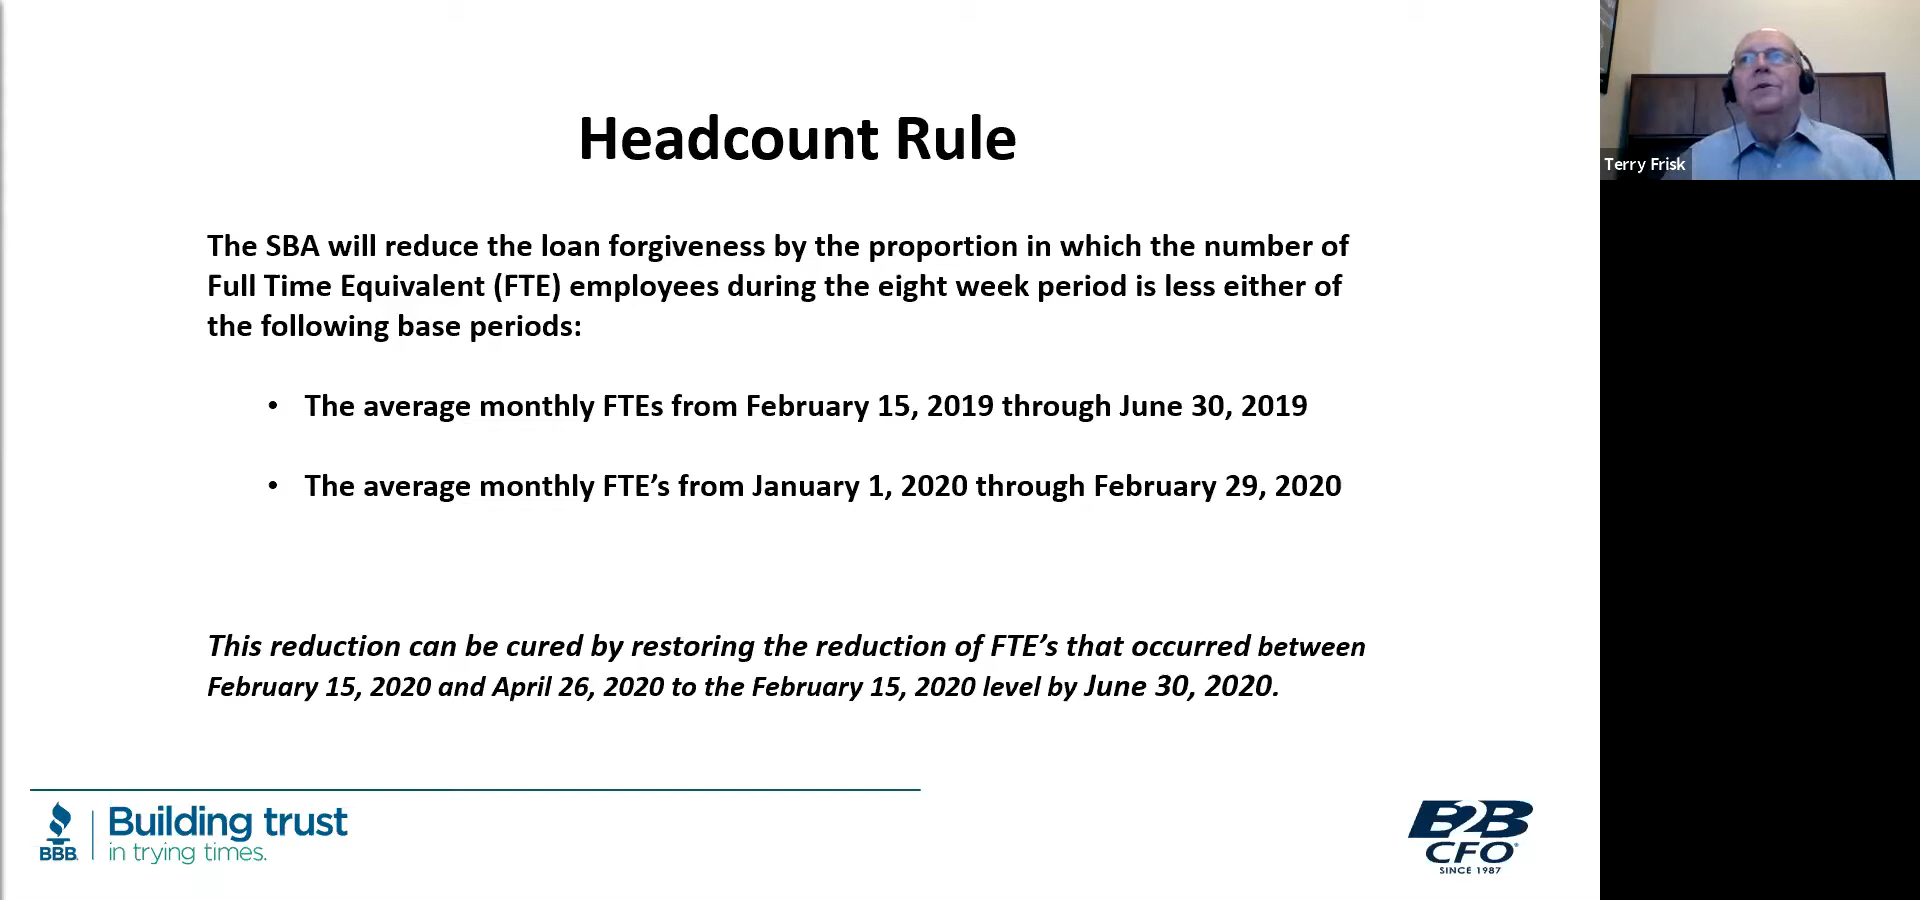 Headcount Rule
The SBA will reduce the loan forgiveness by the proportion in which the number of
Full Time Equivalent (FTE) employees during the eight week period is less either of
the following base periods:
• The average monthly FTEs from February 15, 2019 through June 30, 2019
• The average monthly FTE’s from January 1, 2020 through February 29, 2020
This reduction can be cured by restoring the reduction of FTE’s that occurred between
February 15, 2020 and April 26, 2020 to the February 15, 2020 level by June 30, 2020.
BBB
Building trust
in trying times.
B2B
CFO®
SINCE 1987
Terry Frisk